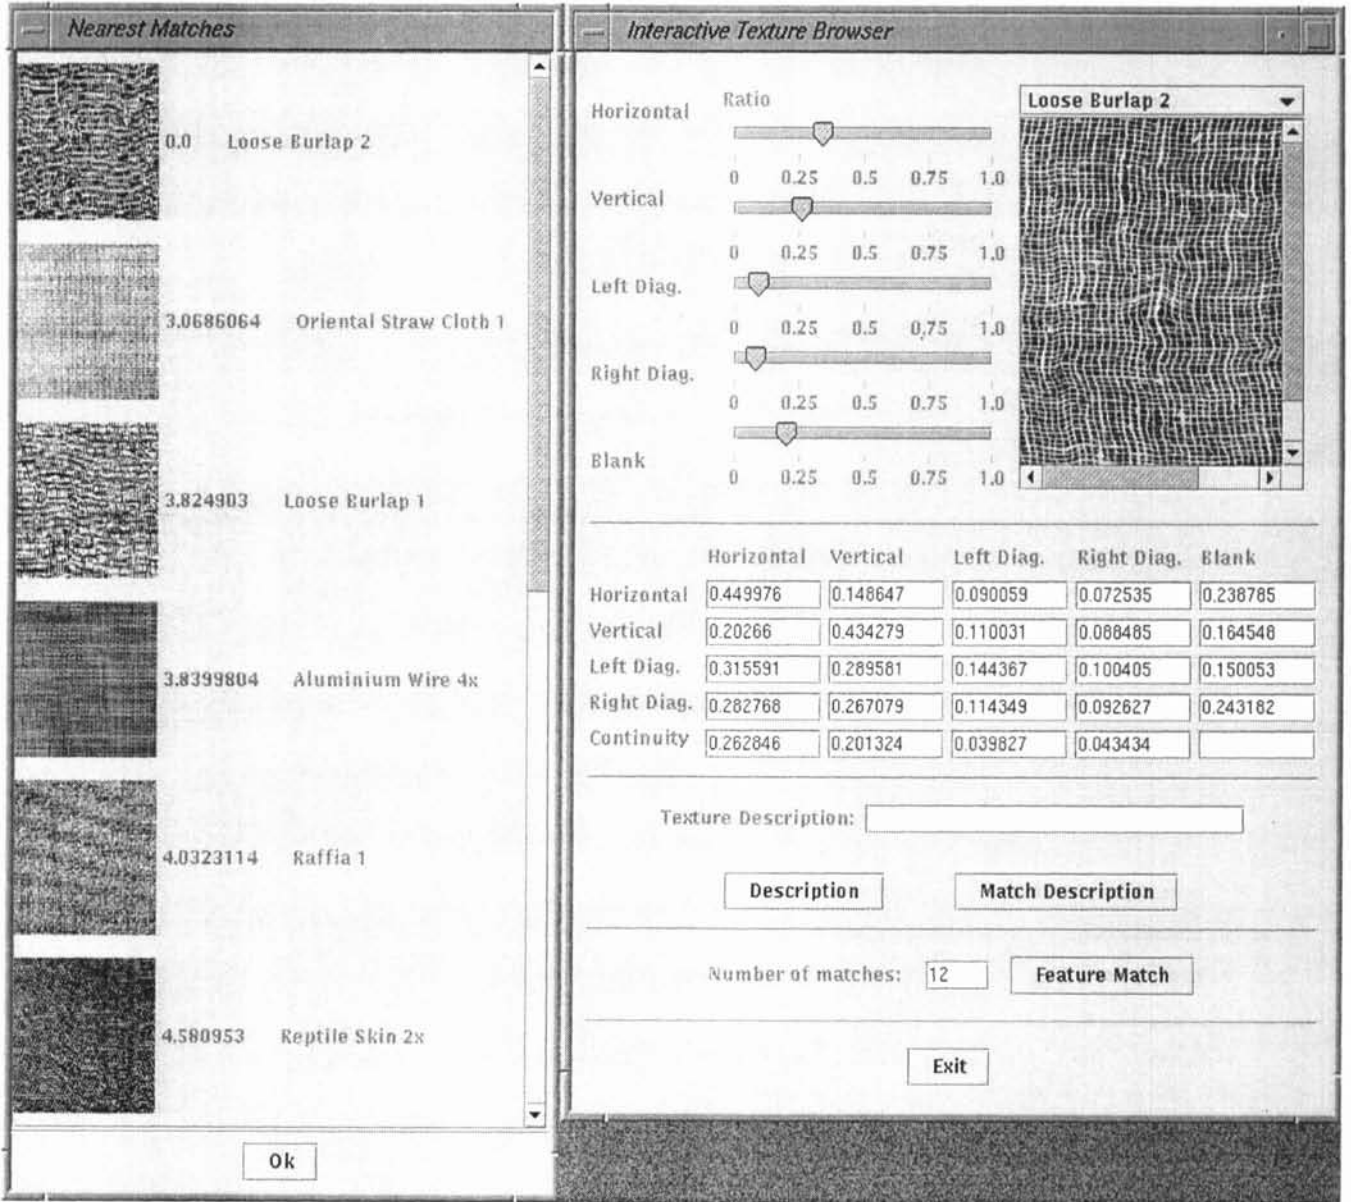 Nearest Matches
0.0 Loose Burlap 2
3.0686064 Oriental Straw Cloth 1
3.824903 Loose Burlap 1
3.8399804 Aluminium Wire 4x
4.0323114 Raffia 1
4.580953 Reptile Skin 2x
Ok
Interactive Texture Browser
Ratio
Horizontal
0 0.25 0.5 0.75 1.0
Vertical
0 0.25 0.5 0.75 1.0
Left Diag.
0 0.25 0.5 0.75 1.0
Right Diag.
0 0.25 0.5 0.75 1.0
Blank
0 0.25 0.5 0.75 1.0
Loose Burlap 2
Horizontal Vertical Left Diag. Right Diag. Blank
Horizontal 0.449976 0.148647 0.090059 0.072535 0.238785
Vertical 0.20266 0.434279 0.110031 0.088485 0.164548
Left Diag. 0.315591 0.289581 0.144367 0.100405 0.150053
Right Diag. 0.282768 0.267079 0.114349 0.092627 0.243182
Continuity 0.262846 0.201324 0.039827 0.043434
Texture Description:
Description Match Description
Number of matches: 12 Feature Match
Exit